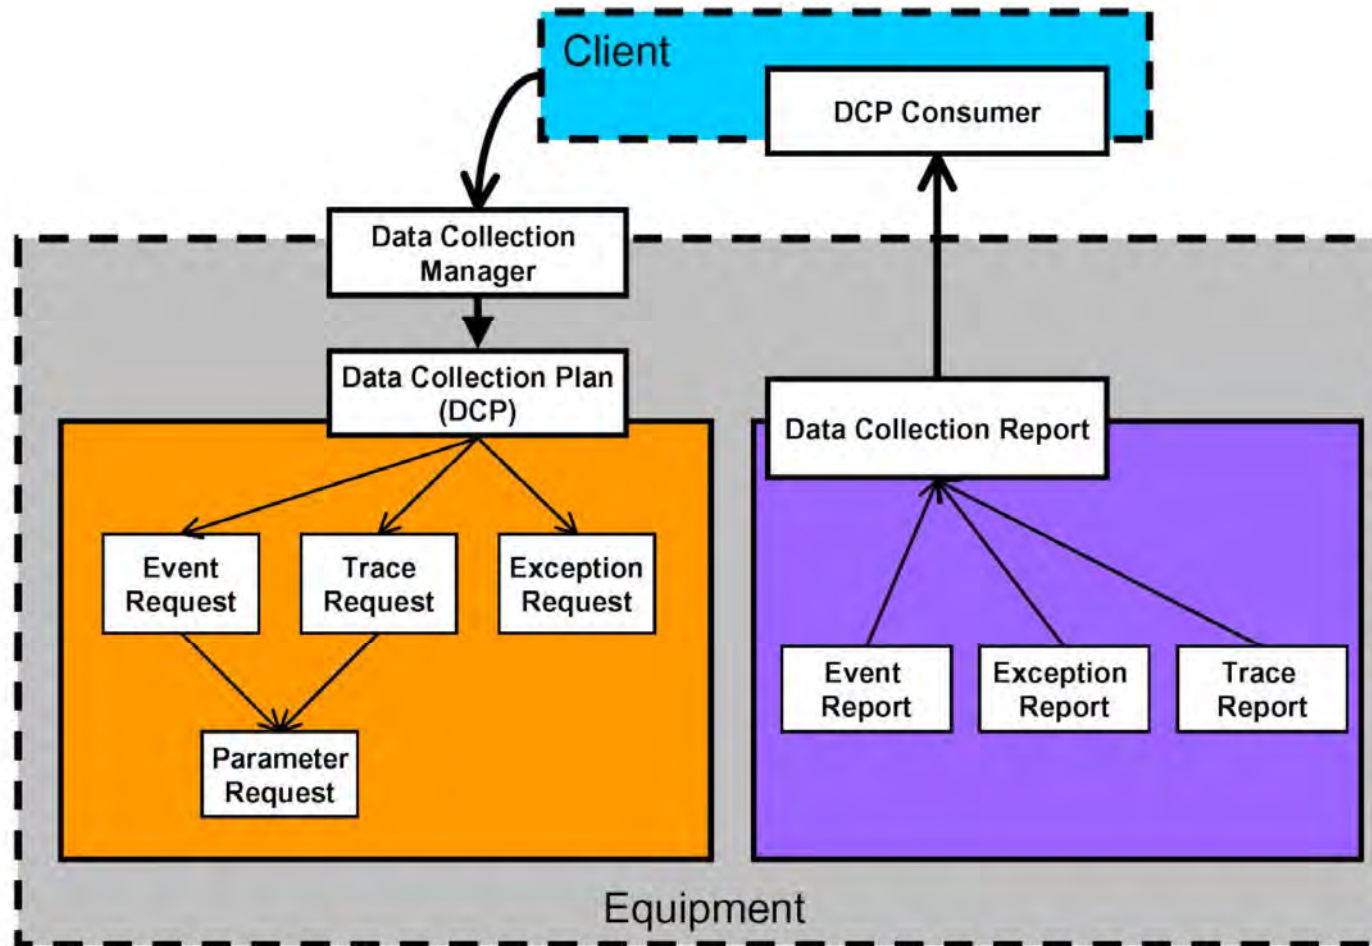 Client
DCP Consumer
Data Collection
Manager
Data Collection Plan
(DCP)
Data Collection Report
Event
Request
Trace
Request
Exception
Request
Parameter
Request
Event
Report
Exception
Report
Trace
Report
Equipment